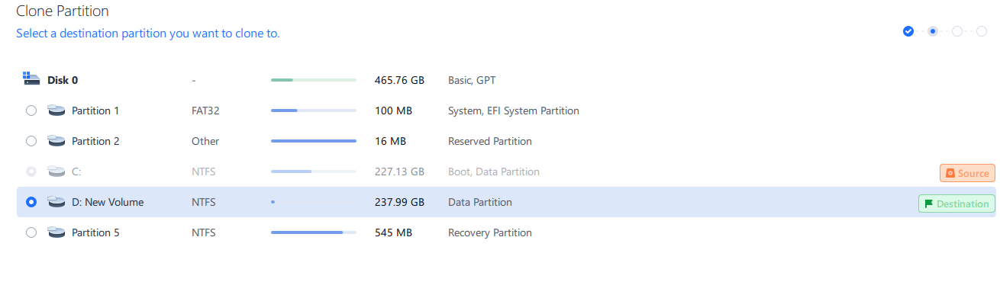 Clone Partition
Select a destination partition you want to clone to.
Disk 0 - 465.76 GB Basic, GPT
Partition 1 FAT32 100 MB System, EFI System Partition
Partition 2 Other 16 MB Reserved Partition
C: NTFS 227.13 GB Boot, Data Partition Source
D: New Volume NTFS 237.99 GB Data Partition Destination
Partition 5 NTFS 545 MB Recovery Partition